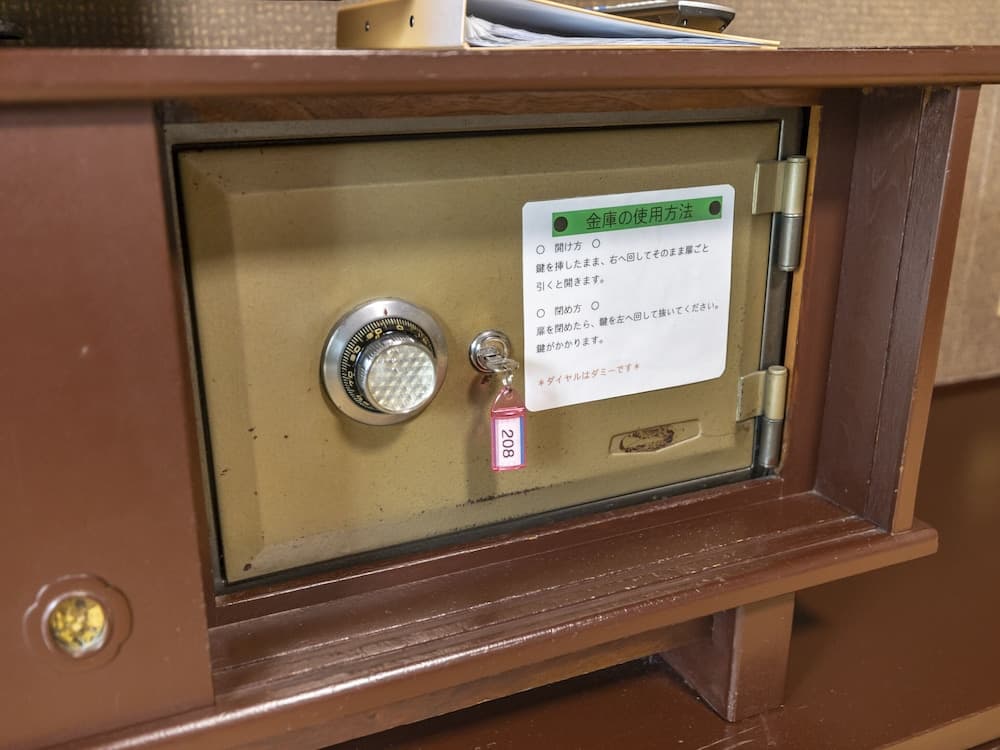 金庫の使用方法
○ 開け方 ○
鍵を挿したまま、右へ回してそのまま扉ごと
引くと開きます。
○ 閉め方 ○
扉を閉めたら、鍵を左へ回して抜いてください。
鍵がかかります。
＊ダイヤルはダミーです＊
208